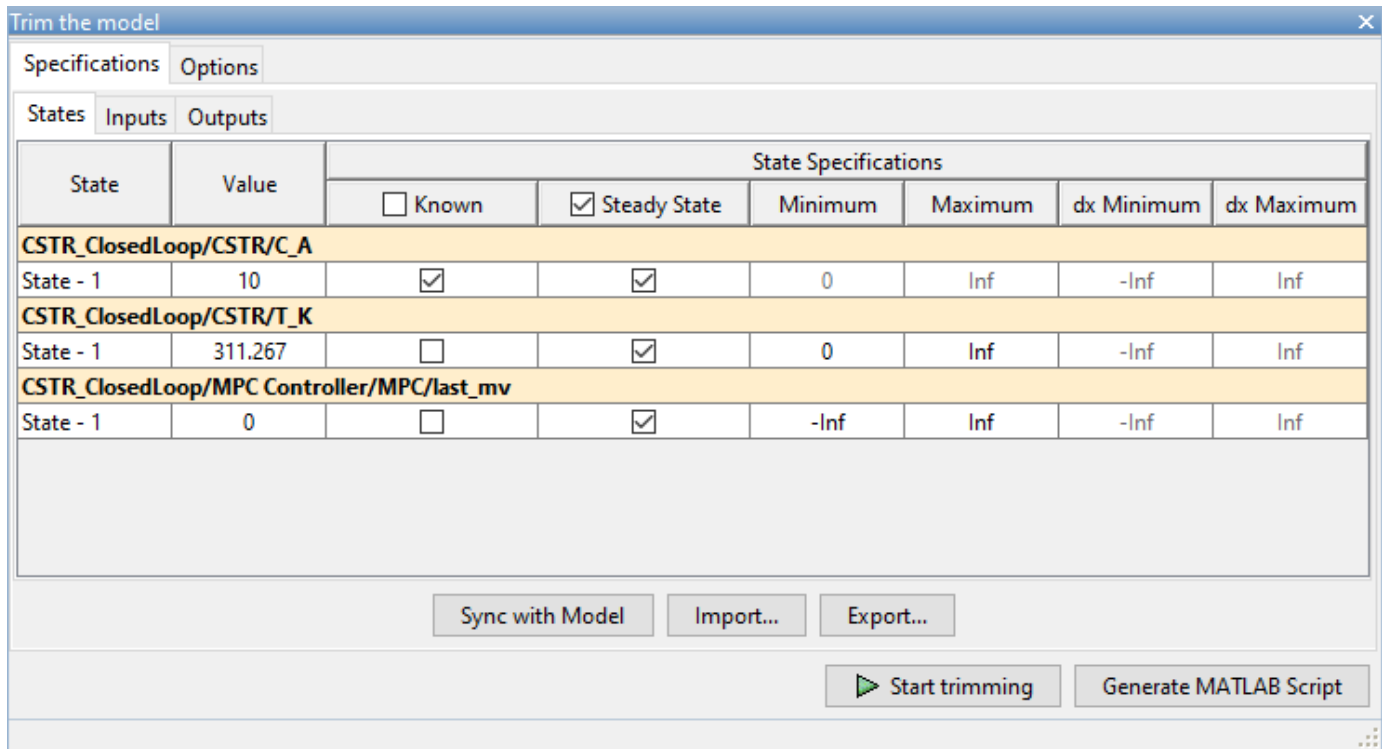 Trim the model
Specifications Options
States Inputs Outputs
State Value State Specifications
Known Steady State Minimum Maximum dx Minimum dx Maximum
CSTR_ClosedLoop/CSTR/C_A
State - 1 10 0 Inf -Inf Inf
CSTR_ClosedLoop/CSTR/T_K
State - 1 311.267 0 Inf -Inf Inf
CSTR_ClosedLoop/MPC Controller/MPC/last_mv
State - 1 0 -Inf Inf -Inf Inf
Sync with Model Import... Export...
Start trimming Generate MATLAB Script